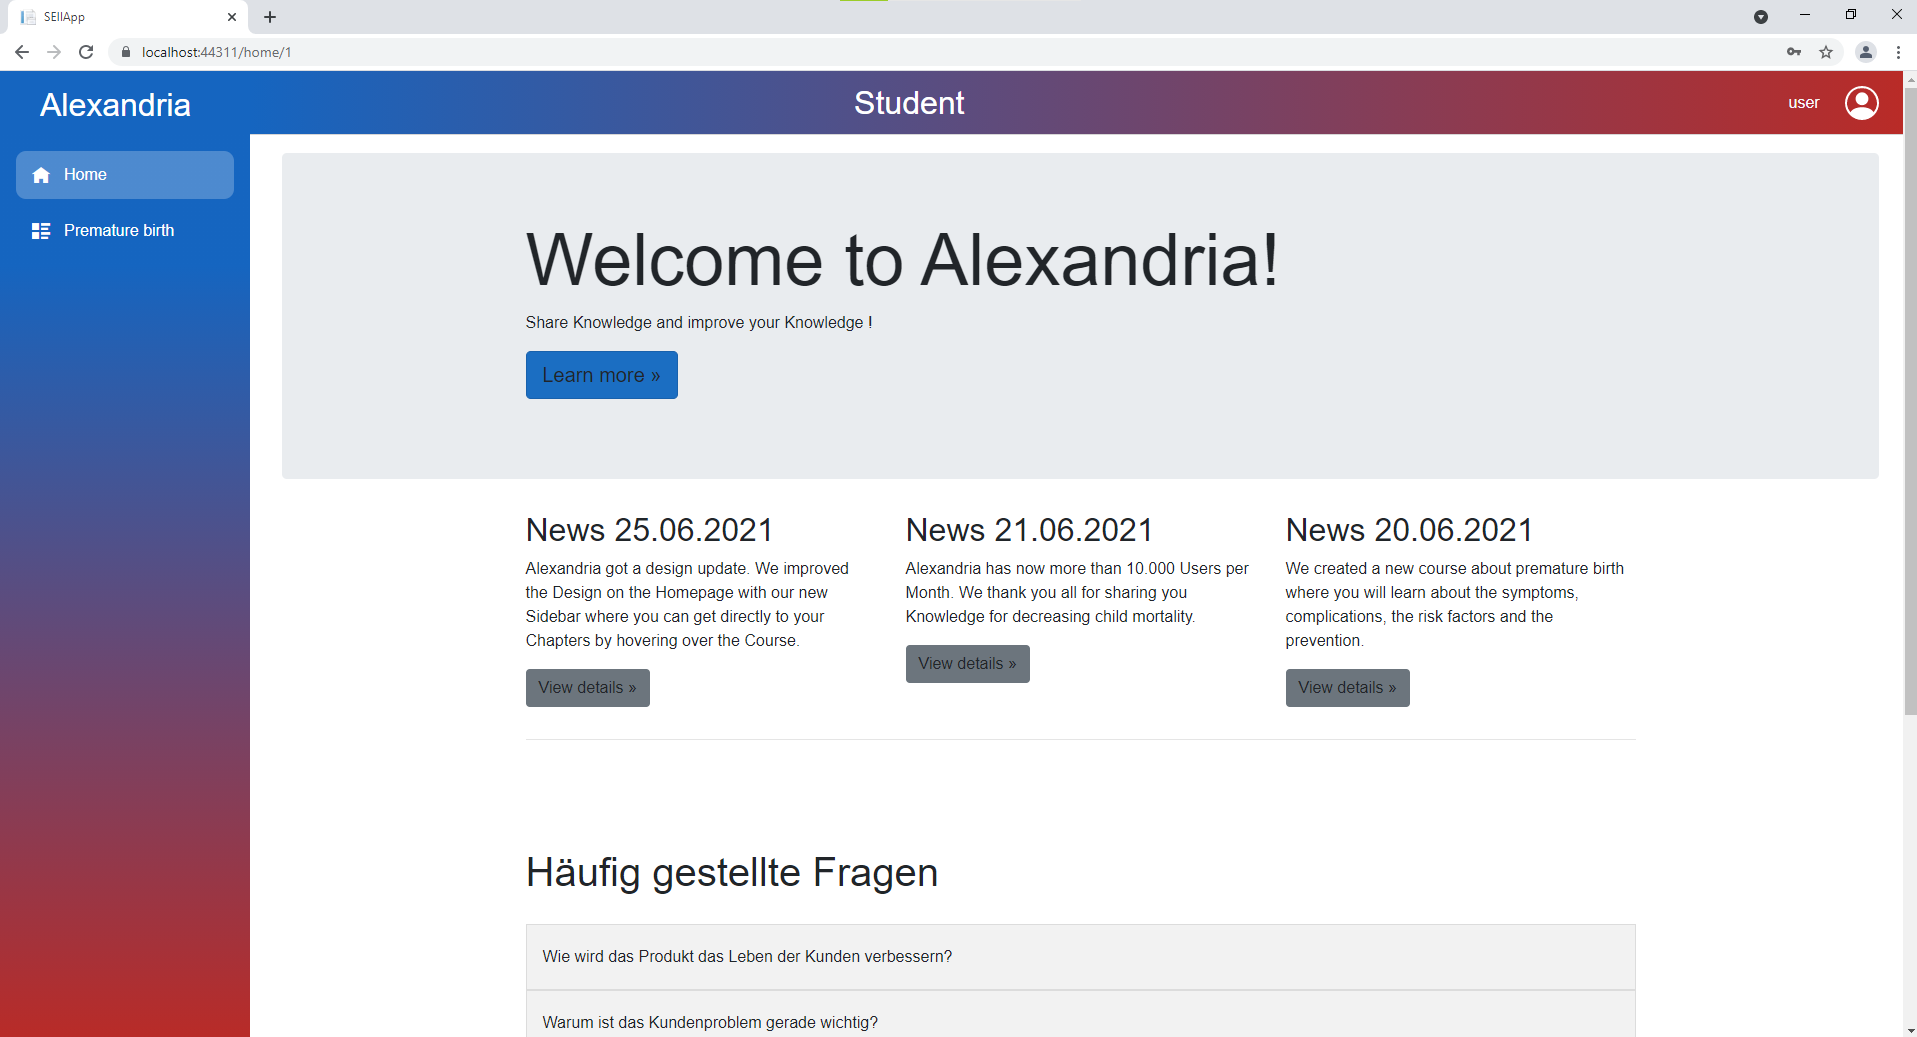 SEIIApp
localhost:44311/home/1
Alexandria
Student
user
Home
Premature birth
Welcome to Alexandria!
Share Knowledge and improve your Knowledge !
Learn more »
News 25.06.2021
Alexandria got a design update. We improved
the Design on the Homepage with our new
Sidebar where you can get directly to your
Chapters by hovering over the Course.
View details »
News 21.06.2021
Alexandria has now more than 10.000 Users per
Month. We thank you all for sharing you
Knowledge for decreasing child mortality.
View details »
News 20.06.2021
We created a new course about premature birth
where you will learn about the symptoms,
complications, the risk factors and the
prevention.
View details »
Häufig gestellte Fragen
Wie wird das Produkt das Leben der Kunden verbessern?
Warum ist das Kundenproblem gerade wichtig?